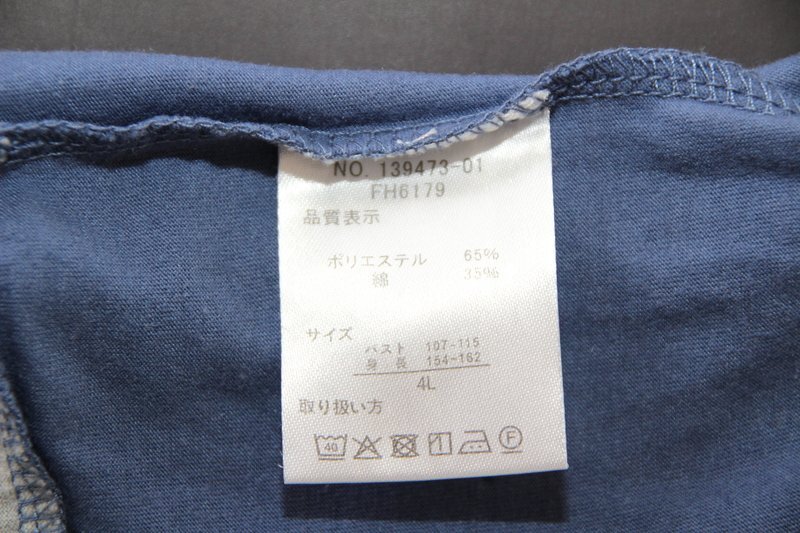 NO. 139473-01
FH6179
品質表示
ポリエステル 65%
綿 35%
サイズ
バスト 107-115
身長 154-162
4L
取り扱い方
40
F